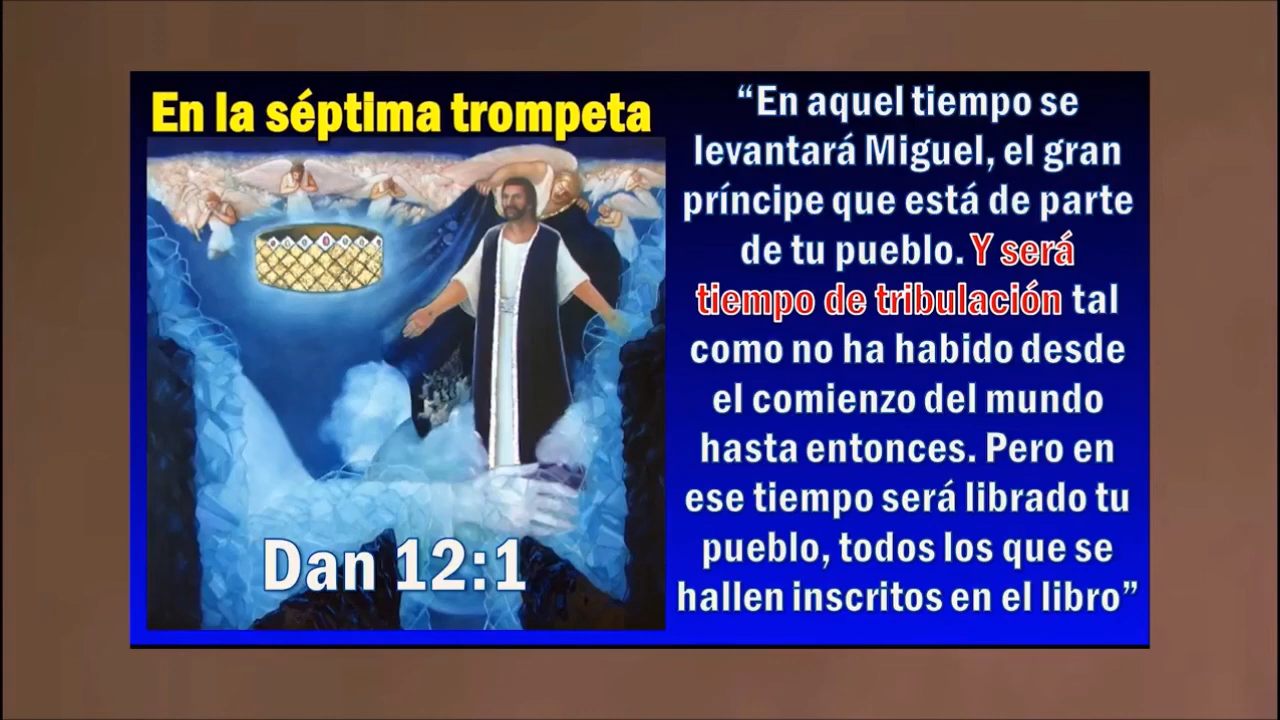 En la séptima trompeta
Dan 12:1
“En aquel tiempo se
levantará Miguel, el gran
príncipe que está de parte
de tu pueblo. Y será
tiempo de tribulación tal
como no ha habido desde
el comienzo del mundo
hasta entonces. Pero en
ese tiempo será librado tu
pueblo, todos los que se
hallen inscritos en el libro”